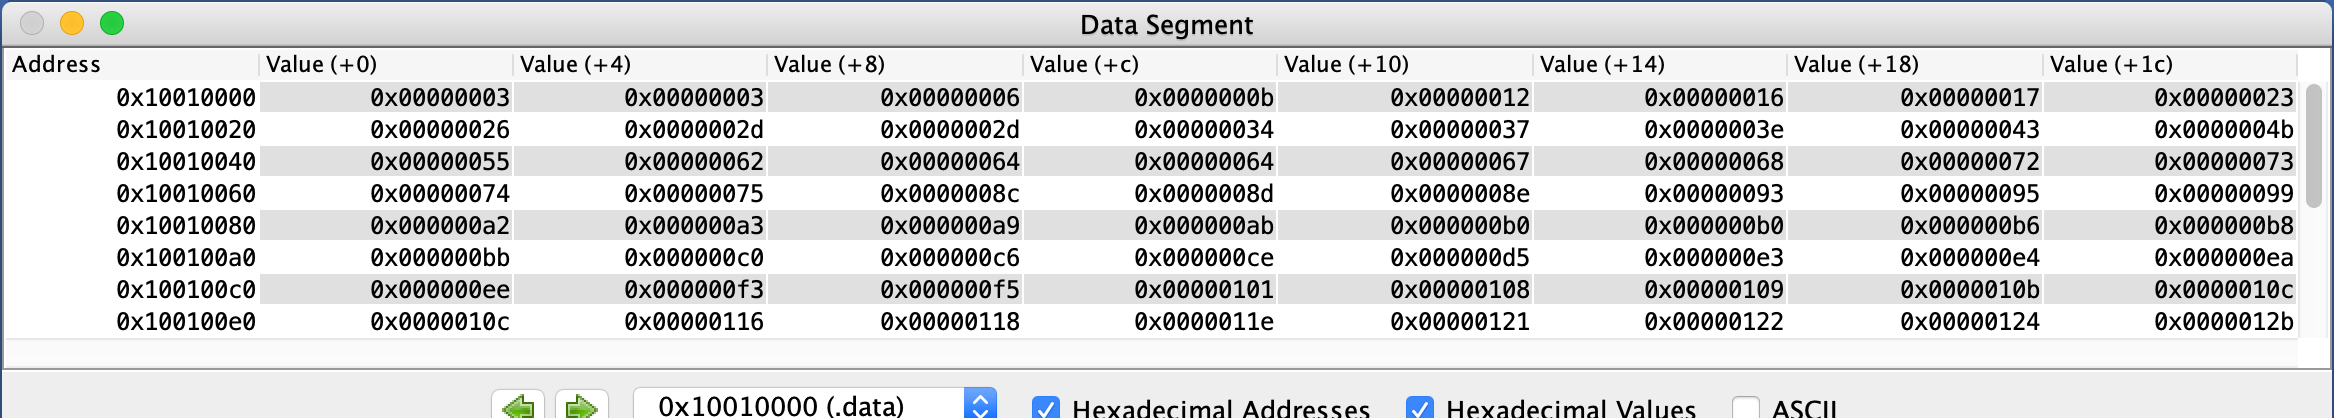 Data Segment
Address Value (+0) Value (+4) Value (+8) Value (+c) Value (+10) Value (+14) Value (+18) Value (+1c)
0x10010000 0x00000003 0x00000003 0x00000006 0x0000000b 0x00000012 0x00000016 0x00000017 0x00000023
0x10010020 0x00000026 0x0000002d 0x0000002d 0x00000034 0x00000037 0x0000003e 0x00000043 0x0000004b
0x10010040 0x00000055 0x00000062 0x00000064 0x00000064 0x00000067 0x00000068 0x00000072 0x00000073
0x10010060 0x00000074 0x00000075 0x0000008c 0x0000008d 0x0000008e 0x00000093 0x00000095 0x00000099
0x10010080 0x000000a2 0x000000a3 0x000000a9 0x000000ab 0x000000b0 0x000000b0 0x000000b6 0x000000b8
0x100100a0 0x000000bb 0x000000c0 0x000000c6 0x000000ce 0x000000d5 0x000000e3 0x000000e4 0x000000ea
0x100100c0 0x000000ee 0x000000f3 0x000000f5 0x00000101 0x00000108 0x00000109 0x0000010b 0x0000010c
0x100100e0 0x0000010c 0x00000116 0x00000118 0x0000011e 0x00000121 0x00000122 0x00000124 0x0000012b
0x10010000 (.data) Hexadecimal Addresses Hexadecimal Values ASCII